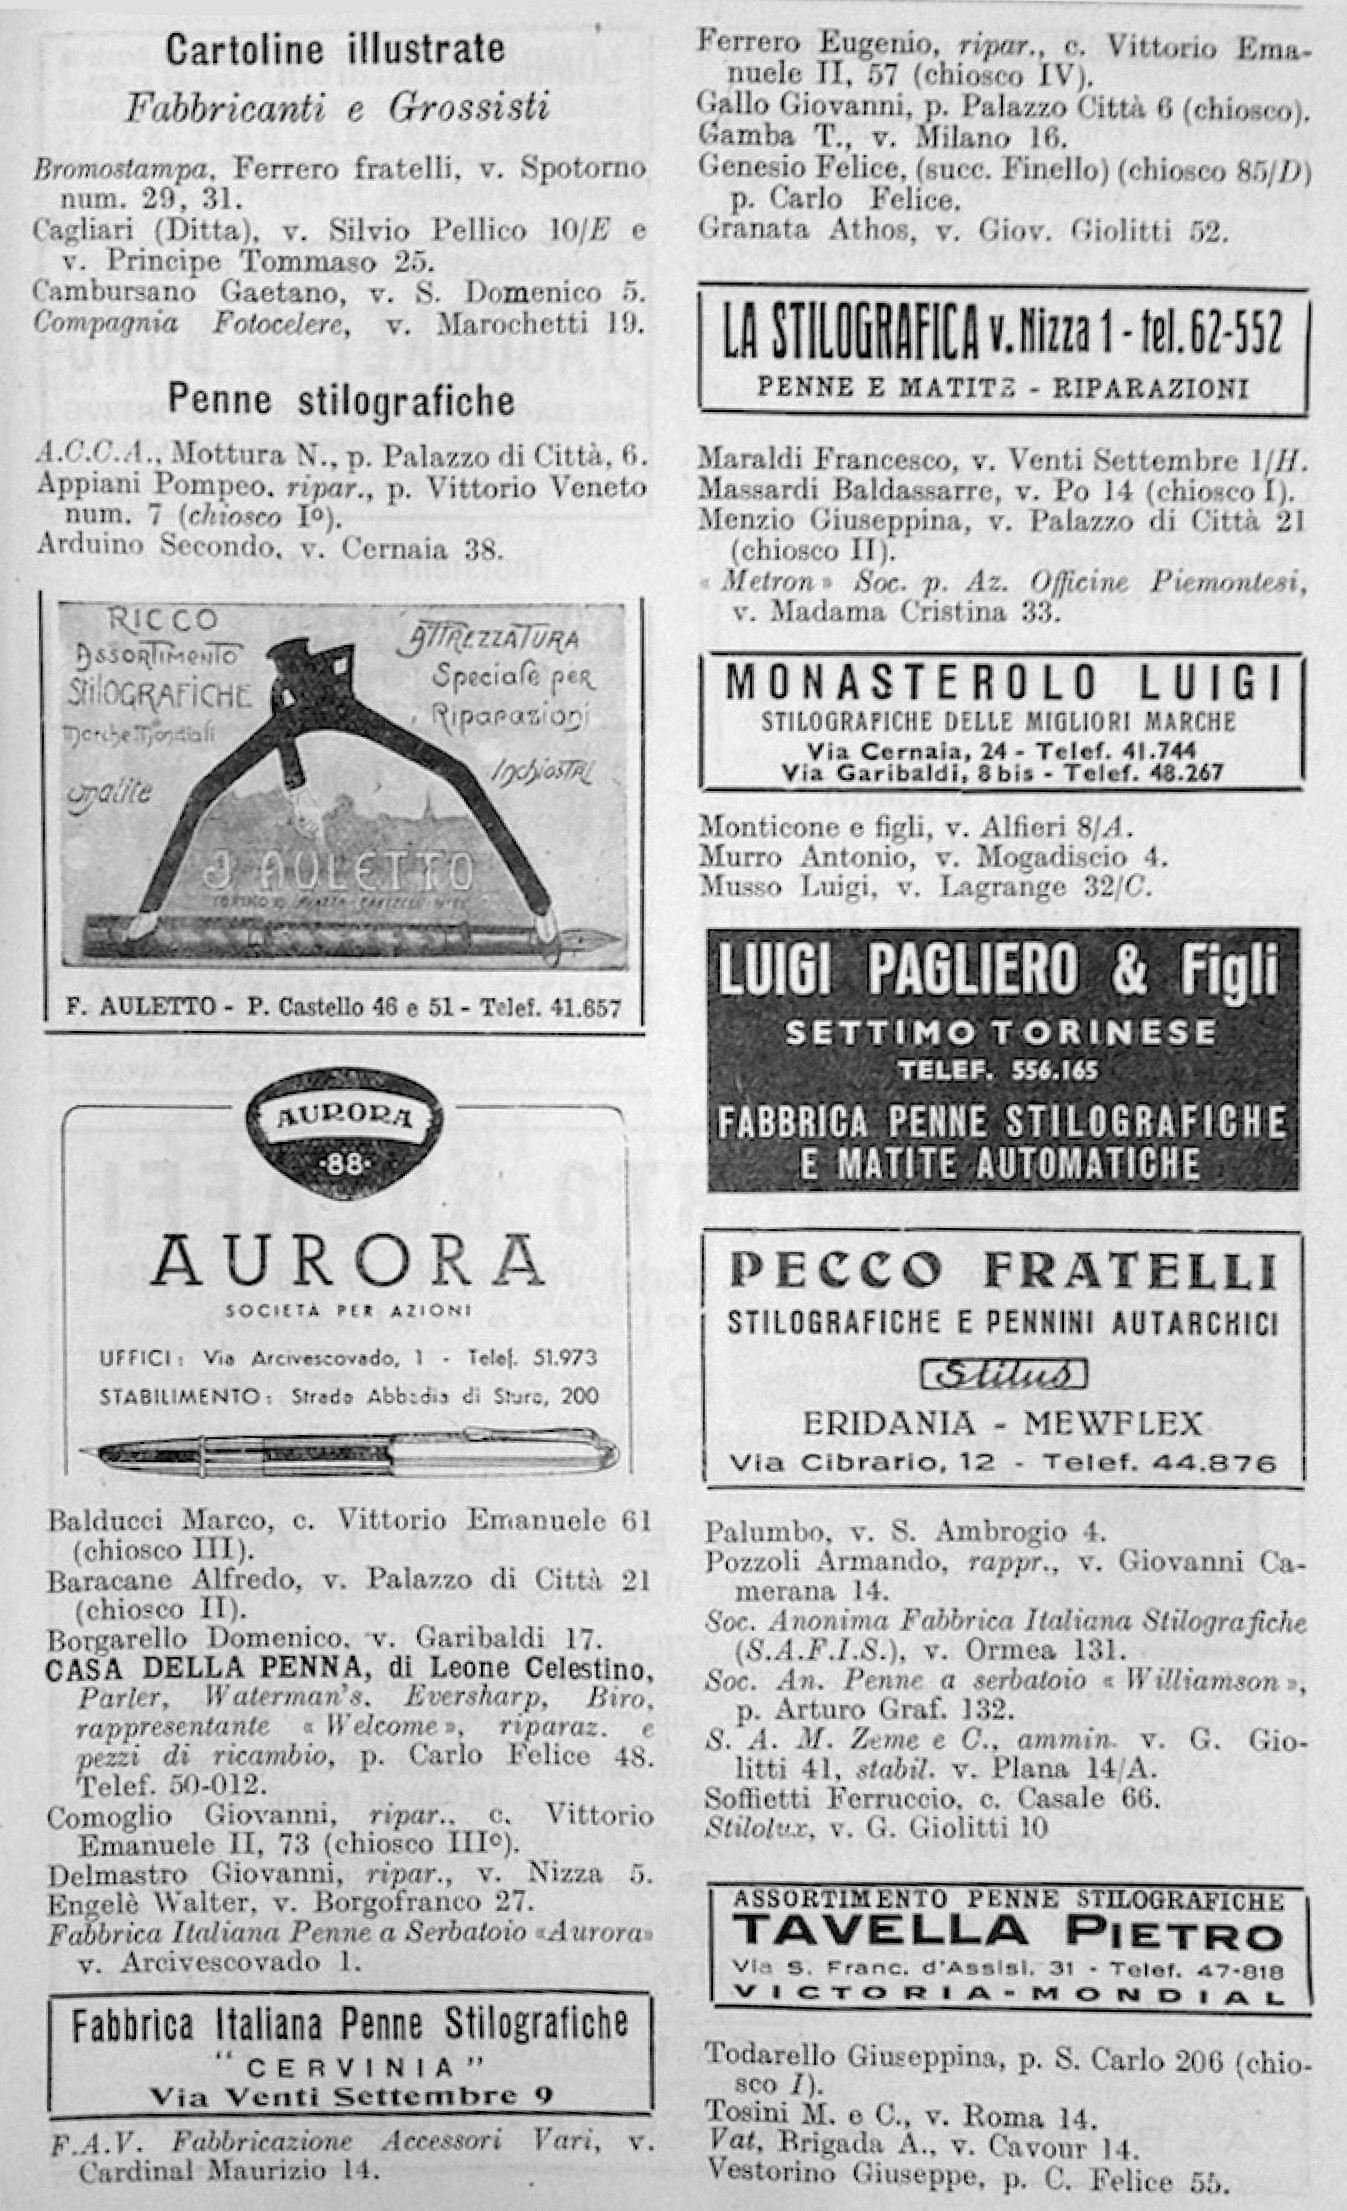 Cartoline illustrate
Fabbricanti e Grossisti
Bromostampa, Ferrero fratelli, v. Spotorno
num. 29, 31.
Cagliari (Ditta), v. Silvio Pellico 10/E e
v. Principe Tommaso 25.
Cambursano Gaetano, v. S. Domenico 5.
Compagnia Fotocelere, v. Marochetti 19.
Penne stilografiche
A.C.C.A., Mottura N., p. Palazzo di Città, 6.
Appiani Pompeo, ripar., p. Vittorio Veneto
num. 7 (chiosco Iº).
Arduino Secondo, v. Cernaia 38.
RICCO
ASSORTIMENTO
STILOGRAFICHE
Marche Mondiali
ATTREZZATURA
Speciale per
Riparazioni
Inchiostri
J AULETTO
F. AULETTO - P. Castello 46 e 51 - Telef. 41.657
AURORA
·88·
AURORA
SOCIETÀ PER AZIONI
UFFICI: Via Arcivescovado, 1 - Telef. 51.973
STABILIMENTO: Strada Abbadia di Stura, 200
Balducci Marco, c. Vittorio Emanuele 61
(chiosco III).
Baracane Alfredo, v. Palazzo di Città 21
(chiosco II).
Borgarello Domenico, v. Garibaldi 17.
CASA DELLA PENNA, di Leone Celestino,
Parler, Waterman's, Eversharp, Biro,
rappresentante « Welcome », riparaz. e
pezzi di ricambio, p. Carlo Felice 48.
Telef. 50-012.
Comoglio Giovanni, ripar., c. Vittorio
Emanuele II, 73 (chiosco IIIº).
Delmastro Giovanni, ripar., v. Nizza 5.
Engelè Walter, v. Borgofranco 27.
Fabbrica Italiana Penne a Serbatoio «Aurora»
v. Arcivescovado 1.
Fabbrica Italiana Penne Stilografiche
"CERVINIA"
Via Venti Settembre 9
F.A.V. Fabbricazione Accessori Vari, v.
Cardinal Maurizio 14.
Ferrero Eugenio, ripar., c. Vittorio Ema-
nuele II, 57 (chiosco IV).
Gallo Giovanni, p. Palazzo Città 6 (chiosco).
Gamba T., v. Milano 16.
Genesio Felice, (succ. Finello) (chiosco 85/D)
p. Carlo Felice.
Granata Athos, v. Giov. Giolitti 52.
LA STILOGRAFICA v. Nizza 1 - tel. 62-552
PENNE E MATITE - RIPARAZIONI
Maraldi Francesco, v. Venti Settembre 1/H.
Massardi Baldassarre, v. Po 14 (chiosco I).
Menzio Giuseppina, v. Palazzo di Città 21
(chiosco II).
« Metron » Soc. p. Az. Officine Piemontesi,
v. Madama Cristina 33.
MONASTEROLO LUIGI
STILOGRAFICHE DELLE MIGLIORI MARCHE
Via Cernaia, 24 - Telef. 41.744
Via Garibaldi, 8 bis - Telef. 48.267
Monticone e figli, v. Alfieri 8/A.
Murro Antonio, v. Mogadiscio 4.
Musso Luigi, v. Lagrange 32/C.
LUIGI PAGLIERO & Figli
SETTIMO TORINESE
TELEF. 556.165
FABBRICA PENNE STILOGRAFICHE
E MATITE AUTOMATICHE
PECCO FRATELLI
STILOGRAFICHE E PENNINI AUTARCHICI
Stilus
ERIDANIA - MEWFLEX
Via Cibrario, 12 - Telef. 44.876
Palumbo, v. S. Ambrogio 4.
Pozzoli Armando, rappr., v. Giovanni Ca-
merana 14.
Soc. Anonima Fabbrica Italiana Stilografiche
(S.A.F.I.S.), v. Ormea 131.
Soc. An. Penne a serbatoio « Williamson »,
p. Arturo Graf. 132.
S. A. M. Zeme e C., ammin. v. G. Gio-
litti 41, stabil. v. Plana 14/A.
Soffietti Ferruccio, c. Casale 66.
Stilolux, v. G. Giolitti 10
ASSORTIMENTO PENNE STILOGRAFICHE
TAVELLA PIETRO
Via S. Franc. d'Assisi, 31 - Telef. 47-818
VICTORIA - MONDIAL
Todarello Giuseppina, p. S. Carlo 206 (chio-
sco I).
Tosini M. e C., v. Roma 14.
Vat, Brigada A., v. Cavour 14.
Vestorino Giuseppe, p. C. Felice 55.